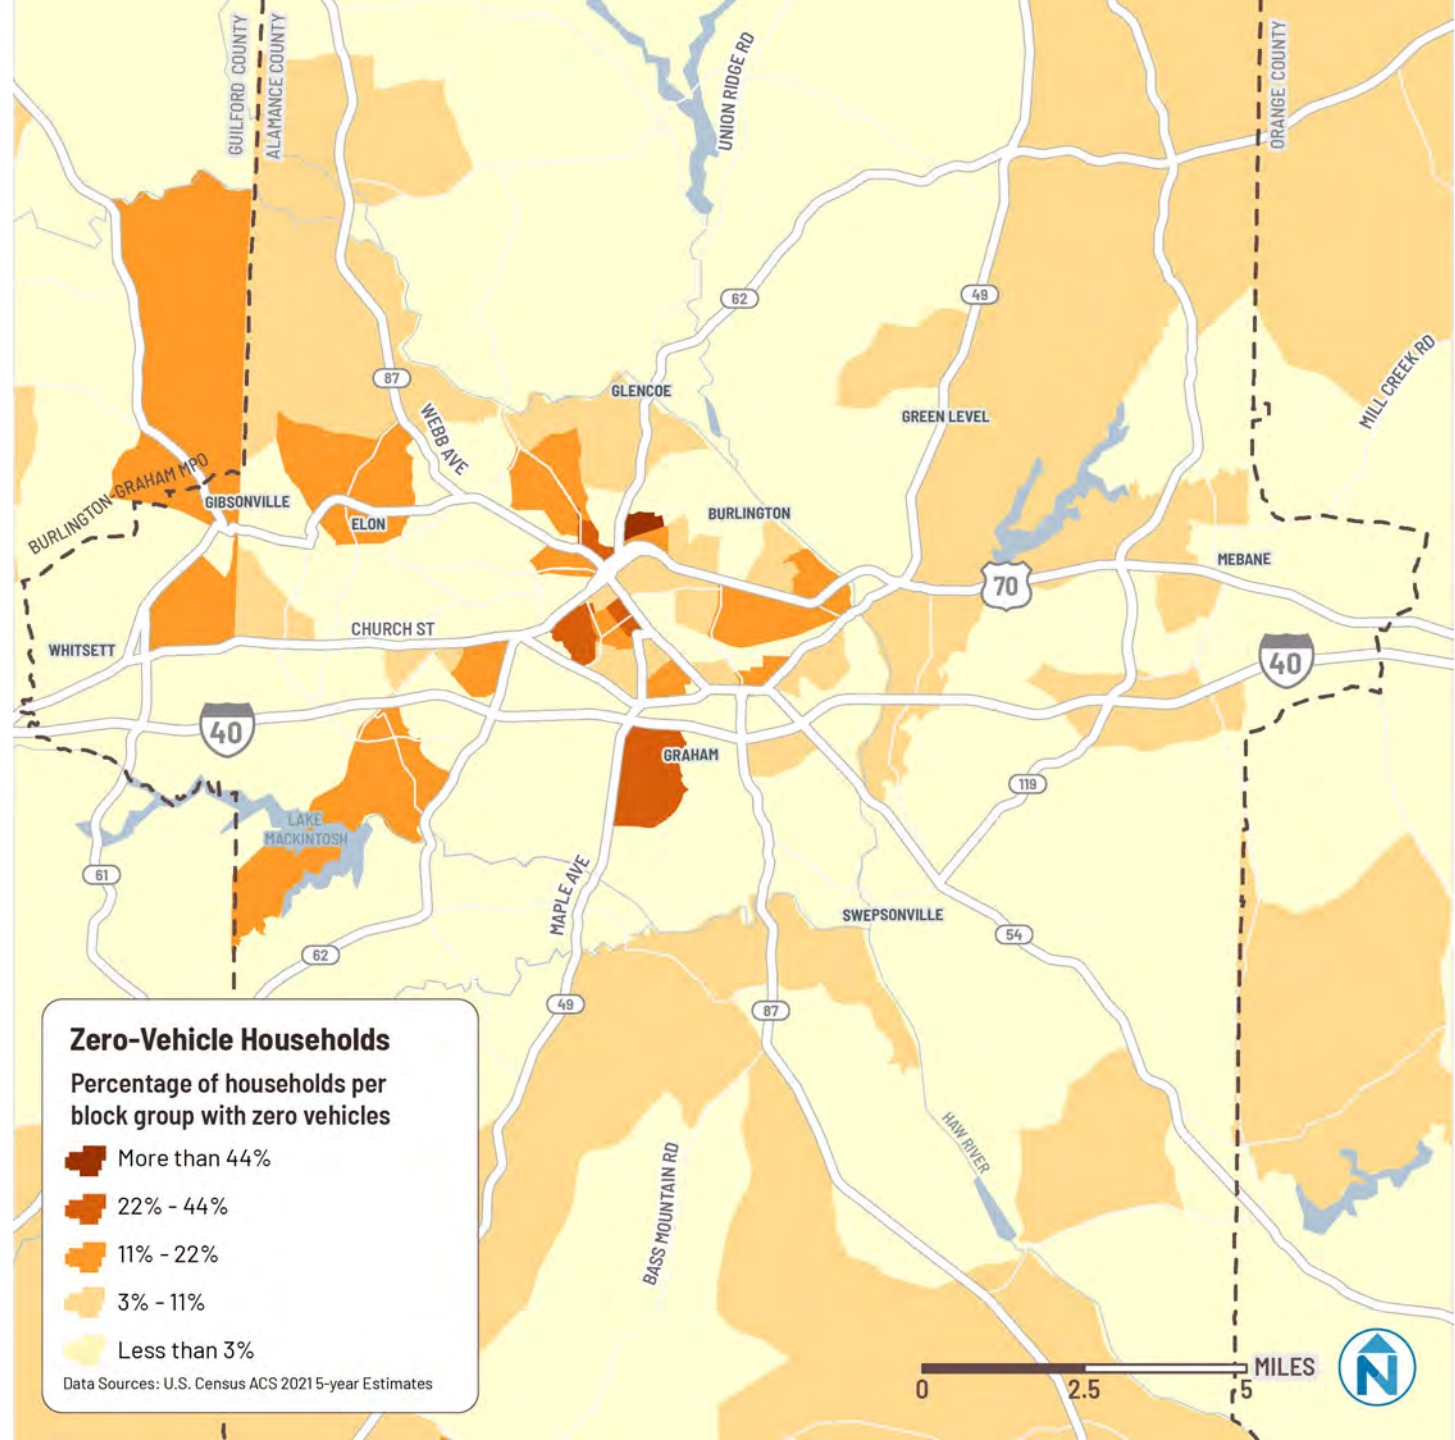 GUILFORD COUNTY
ALAMANCE COUNTY
UNION RIDGE RD
ORANGE COUNTY
62
49
87
GLENCOE
WEBB AVE
GREEN LEVEL
MILL CREEK RD
BURLINGTON-GRAHAM MPO
GIBSONVILLE
ELON
BURLINGTON
MEBANE
70
CHURCH ST
WHITSETT
40
40
GRAHAM
119
LAKE
MACKINTOSH
61
MAPLE AVE
SWEPSONVILLE
54
62
49
87
HAW RIVER
BASS MOUNTAIN RD
Zero-Vehicle Households
Percentage of households per
block group with zero vehicles
More than 44%
22% - 44%
11% - 22%
3% - 11%
Less than 3%
Data Sources: U.S. Census ACS 2021 5-year Estimates
MILES
0 2.5 5
N